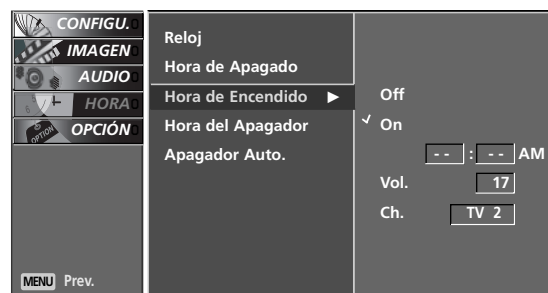 CONFIGU.
IMAGEN
AUDIO
HORA
OPCIÓN
OPTION
MENU Prev.
Reloj
Hora de Apagado
Hora de Encendido ►
Hora del Apagador
Apagador Auto.
Off
✓ On
- - : - - AM
Vol. 17
Ch. TV 2